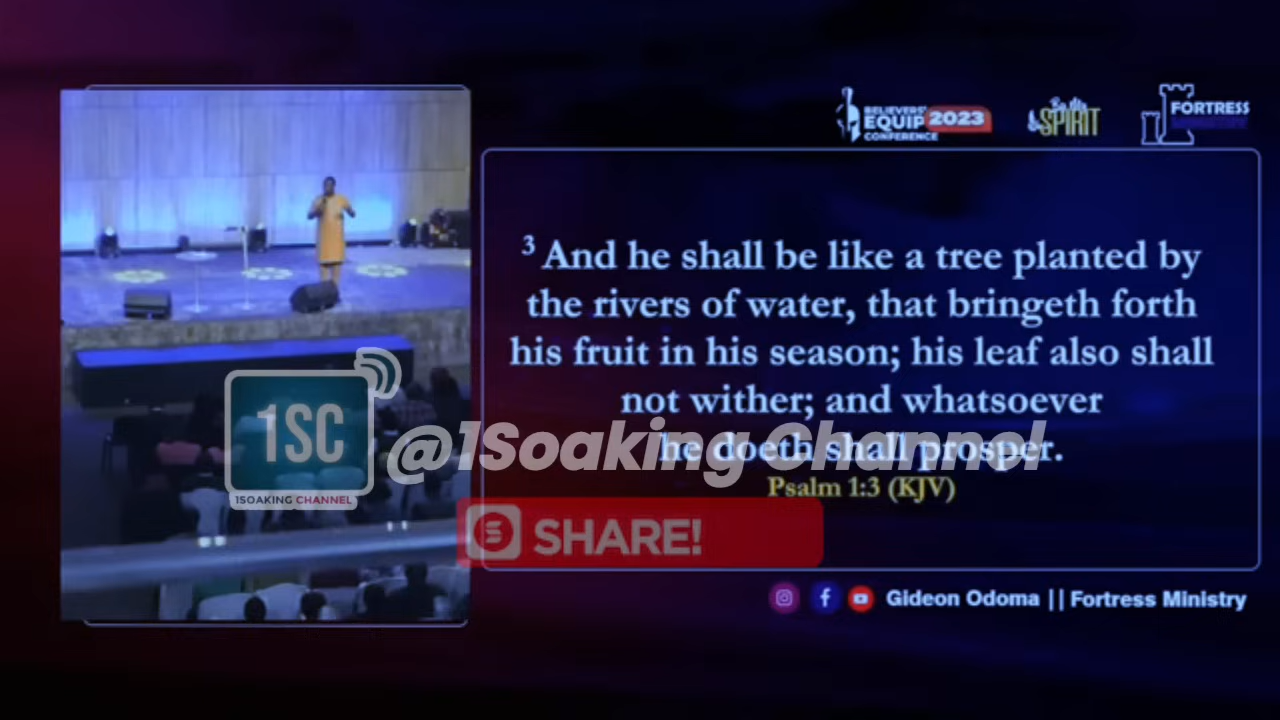 BELIEVERS'
EQUIP 2023
CONFERENCE
By My
SPIRIT
FORTRESS
3 And he shall be like a tree planted by
the rivers of water, that bringeth forth
his fruit in his season; his leaf also shall
not wither; and whatsoever
he doeth shall prosper.
Psalm 1:3 (KJV)
1SC
1SOAKING CHANNEL
@1Soaking Channel
S SHARE!
Gideon Odoma || Fortress Ministry